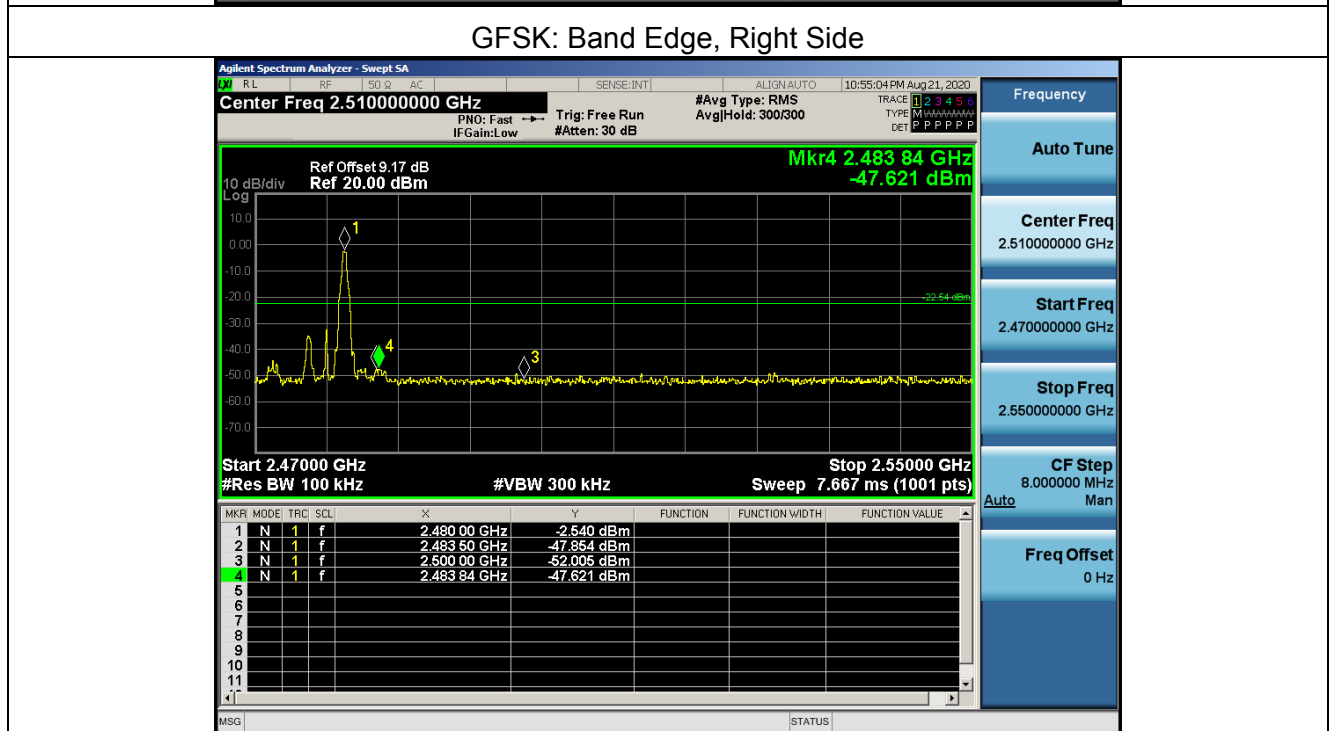 GFSK: Band Edge, Right Side
Agilent Spectrum Analyzer - Swept SA
LXI RL RF 50 Ω AC SENSE:INT ALIGN AUTO 10:55:04 PM Aug 21, 2020
Center Freq 2.510000000 GHz #Avg Type: RMS TRACE 1 2 3 4 5 6
PNO: Fast Trig: Free Run Avg|Hold: 300/300 TYPE M WWWWW
IFGain:Low #Atten: 30 dB DET P P P P P P
Mkr4 2.483 84 GHz
-47.621 dBm
Ref Offset 9.17 dB
10 dB/div Ref 20.00 dBm
Log
10.0
1
0.00
-10.0
-20.0
-22.54 dBm
-30.0
-40.0
4
3
-50.0
-60.0
-70.0
Start 2.47000 GHz Stop 2.55000 GHz
#Res BW 100 kHz #VBW 300 kHz Sweep 7.667 ms (1001 pts)
MKR MODE TRC SCL X Y FUNCTION FUNCTION WIDTH FUNCTION VALUE
1 N 1 f 2.480 00 GHz -2.540 dBm
2 N 1 f 2.483 50 GHz -47.854 dBm
3 N 1 f 2.500 00 GHz -52.005 dBm
4 N 1 f 2.483 84 GHz -47.621 dBm
5
6
7
8
9
10
11
MSG STATUS
Frequency
Auto Tune
Center Freq
2.510000000 GHz
Start Freq
2.470000000 GHz
Stop Freq
2.550000000 GHz
CF Step
8.000000 MHz
Auto Man
Freq Offset
0 Hz